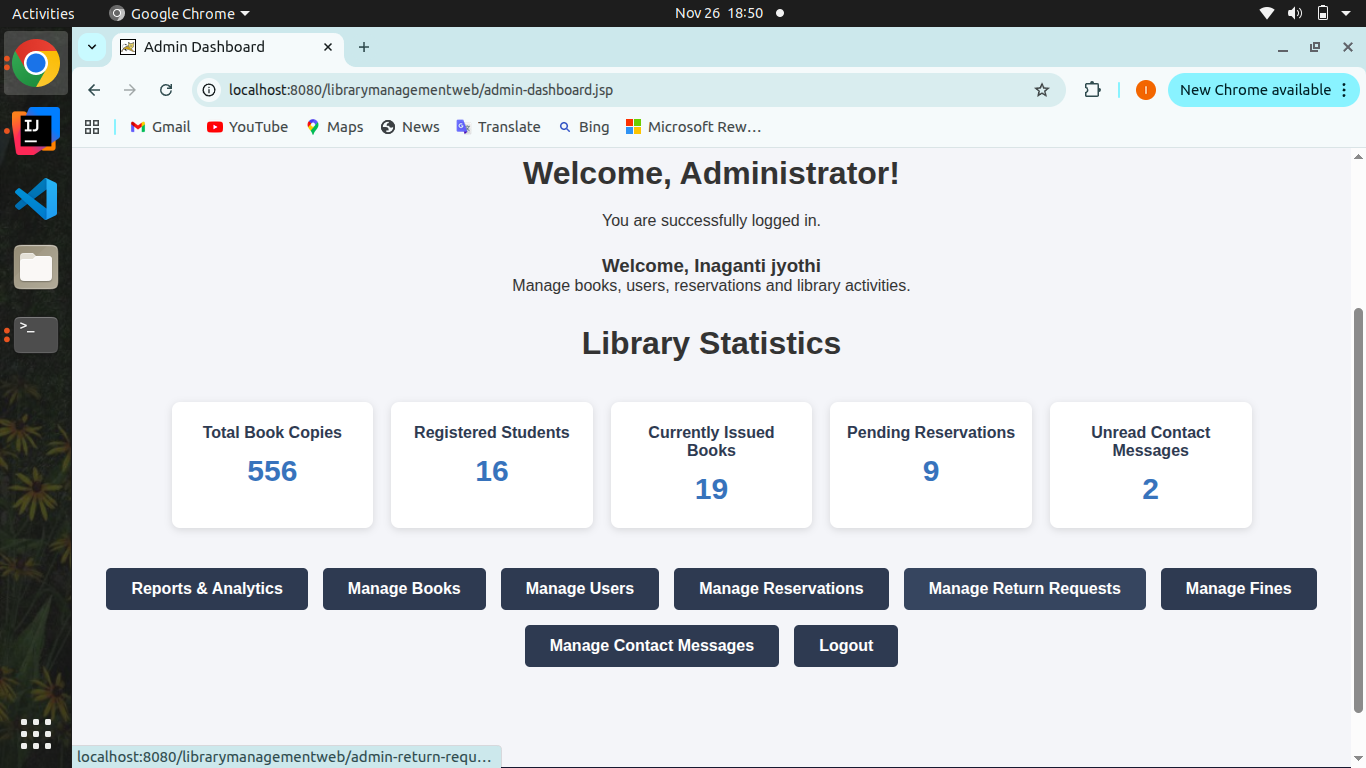 Activities Google Chrome Nov 26 18:50
Admin Dashboard
localhost:8080/librarymanagementweb/admin-dashboard.jsp I New Chrome available
Gmail YouTube Maps News Translate Bing Microsoft Rew…
Welcome, Administrator!
You are successfully logged in.
Welcome, Inaganti jyothi
Manage books, users, reservations and library activities.
Library Statistics
Total Book Copies
556
Registered Students
16
Currently Issued
Books
19
Pending Reservations
9
Unread Contact
Messages
2
Reports & Analytics Manage Books Manage Users Manage Reservations Manage Return Requests Manage Fines
Manage Contact Messages Logout
localhost:8080/librarymanagementweb/admin-return-requ…